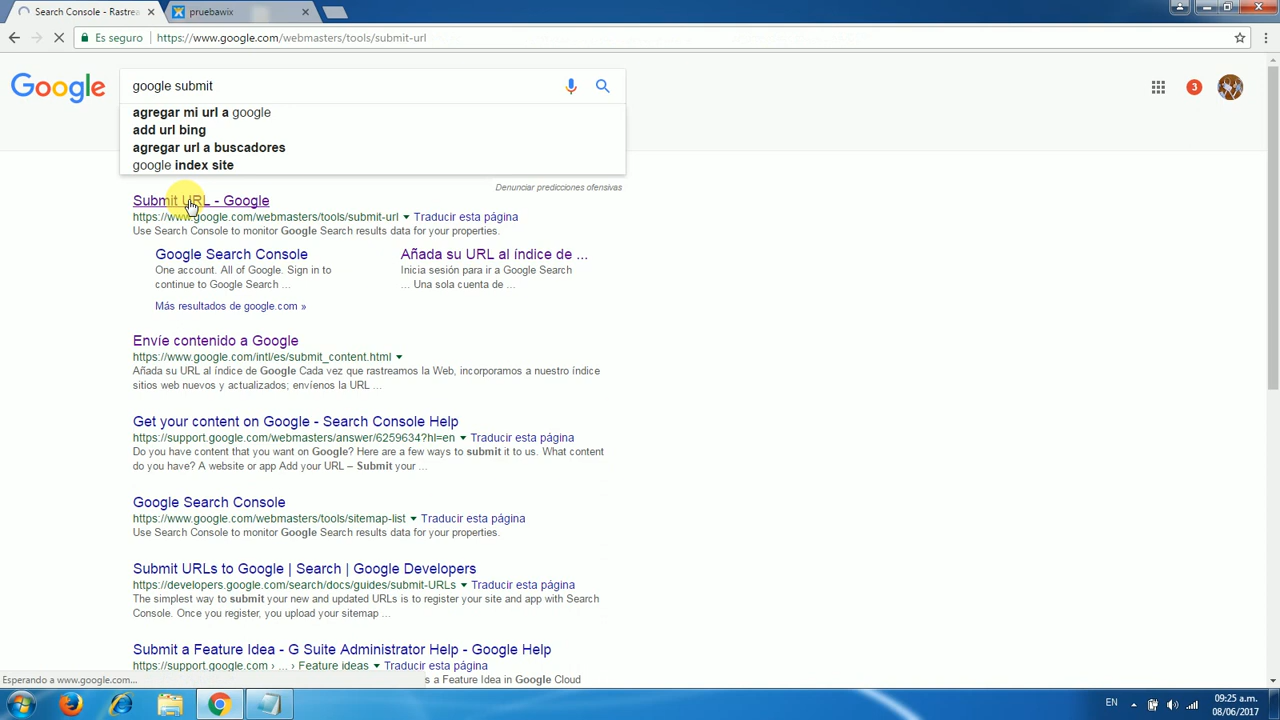 Search Console - Rastrea
pruebawix
Es seguro
https://www.google.com/webmasters/tools/submit-url
Google
google submit
3
agregar mi url a google
add url bing
agregar url a buscadores
google index site
Denunciar predicciones ofensivas
Submit URL - Google
https://www.google.com/webmasters/tools/submit-url Traducir esta página
Use Search Console to monitor Google Search results data for your properties.
Google Search Console
One account. All of Google. Sign in to
continue to Google Search ...
Añada su URL al índice de ...
Inicia sesión para ir a Google Search
... Una sola cuenta de ...
Más resultados de google.com »
Envíe contenido a Google
https://www.google.com/intl/es/submit_content.html
Añada su URL al índice de Google Cada vez que rastreamos la Web, incorporamos a nuestro índice
sitios web nuevos y actualizados; envíenos la URL ...
Get your content on Google - Search Console Help
https://support.google.com/webmasters/answer/6259634?hl=en Traducir esta página
Do you have content that you want on Google? Here are a few ways to submit it to us. What content
do you have? A website or app Add your URL – Submit your ...
Google Search Console
https://www.google.com/webmasters/tools/sitemap-list Traducir esta página
Use Search Console to monitor Google Search results data for your properties.
Submit URLs to Google | Search | Google Developers
https://developers.google.com/search/docs/guides/submit-URLs Traducir esta página
The simplest way to submit your new and updated URLs is to register your site and app with Search
Console. Once you register, you upload your sitemap ...
Submit a Feature Idea - G Suite Administrator Help - Google Help
https://support.google.com › ... › Feature ideas Traducir esta página
s a Feature Idea in Google Cloud
Esperando a www.google.com...
EN
09:25 a.m.
08/06/2017